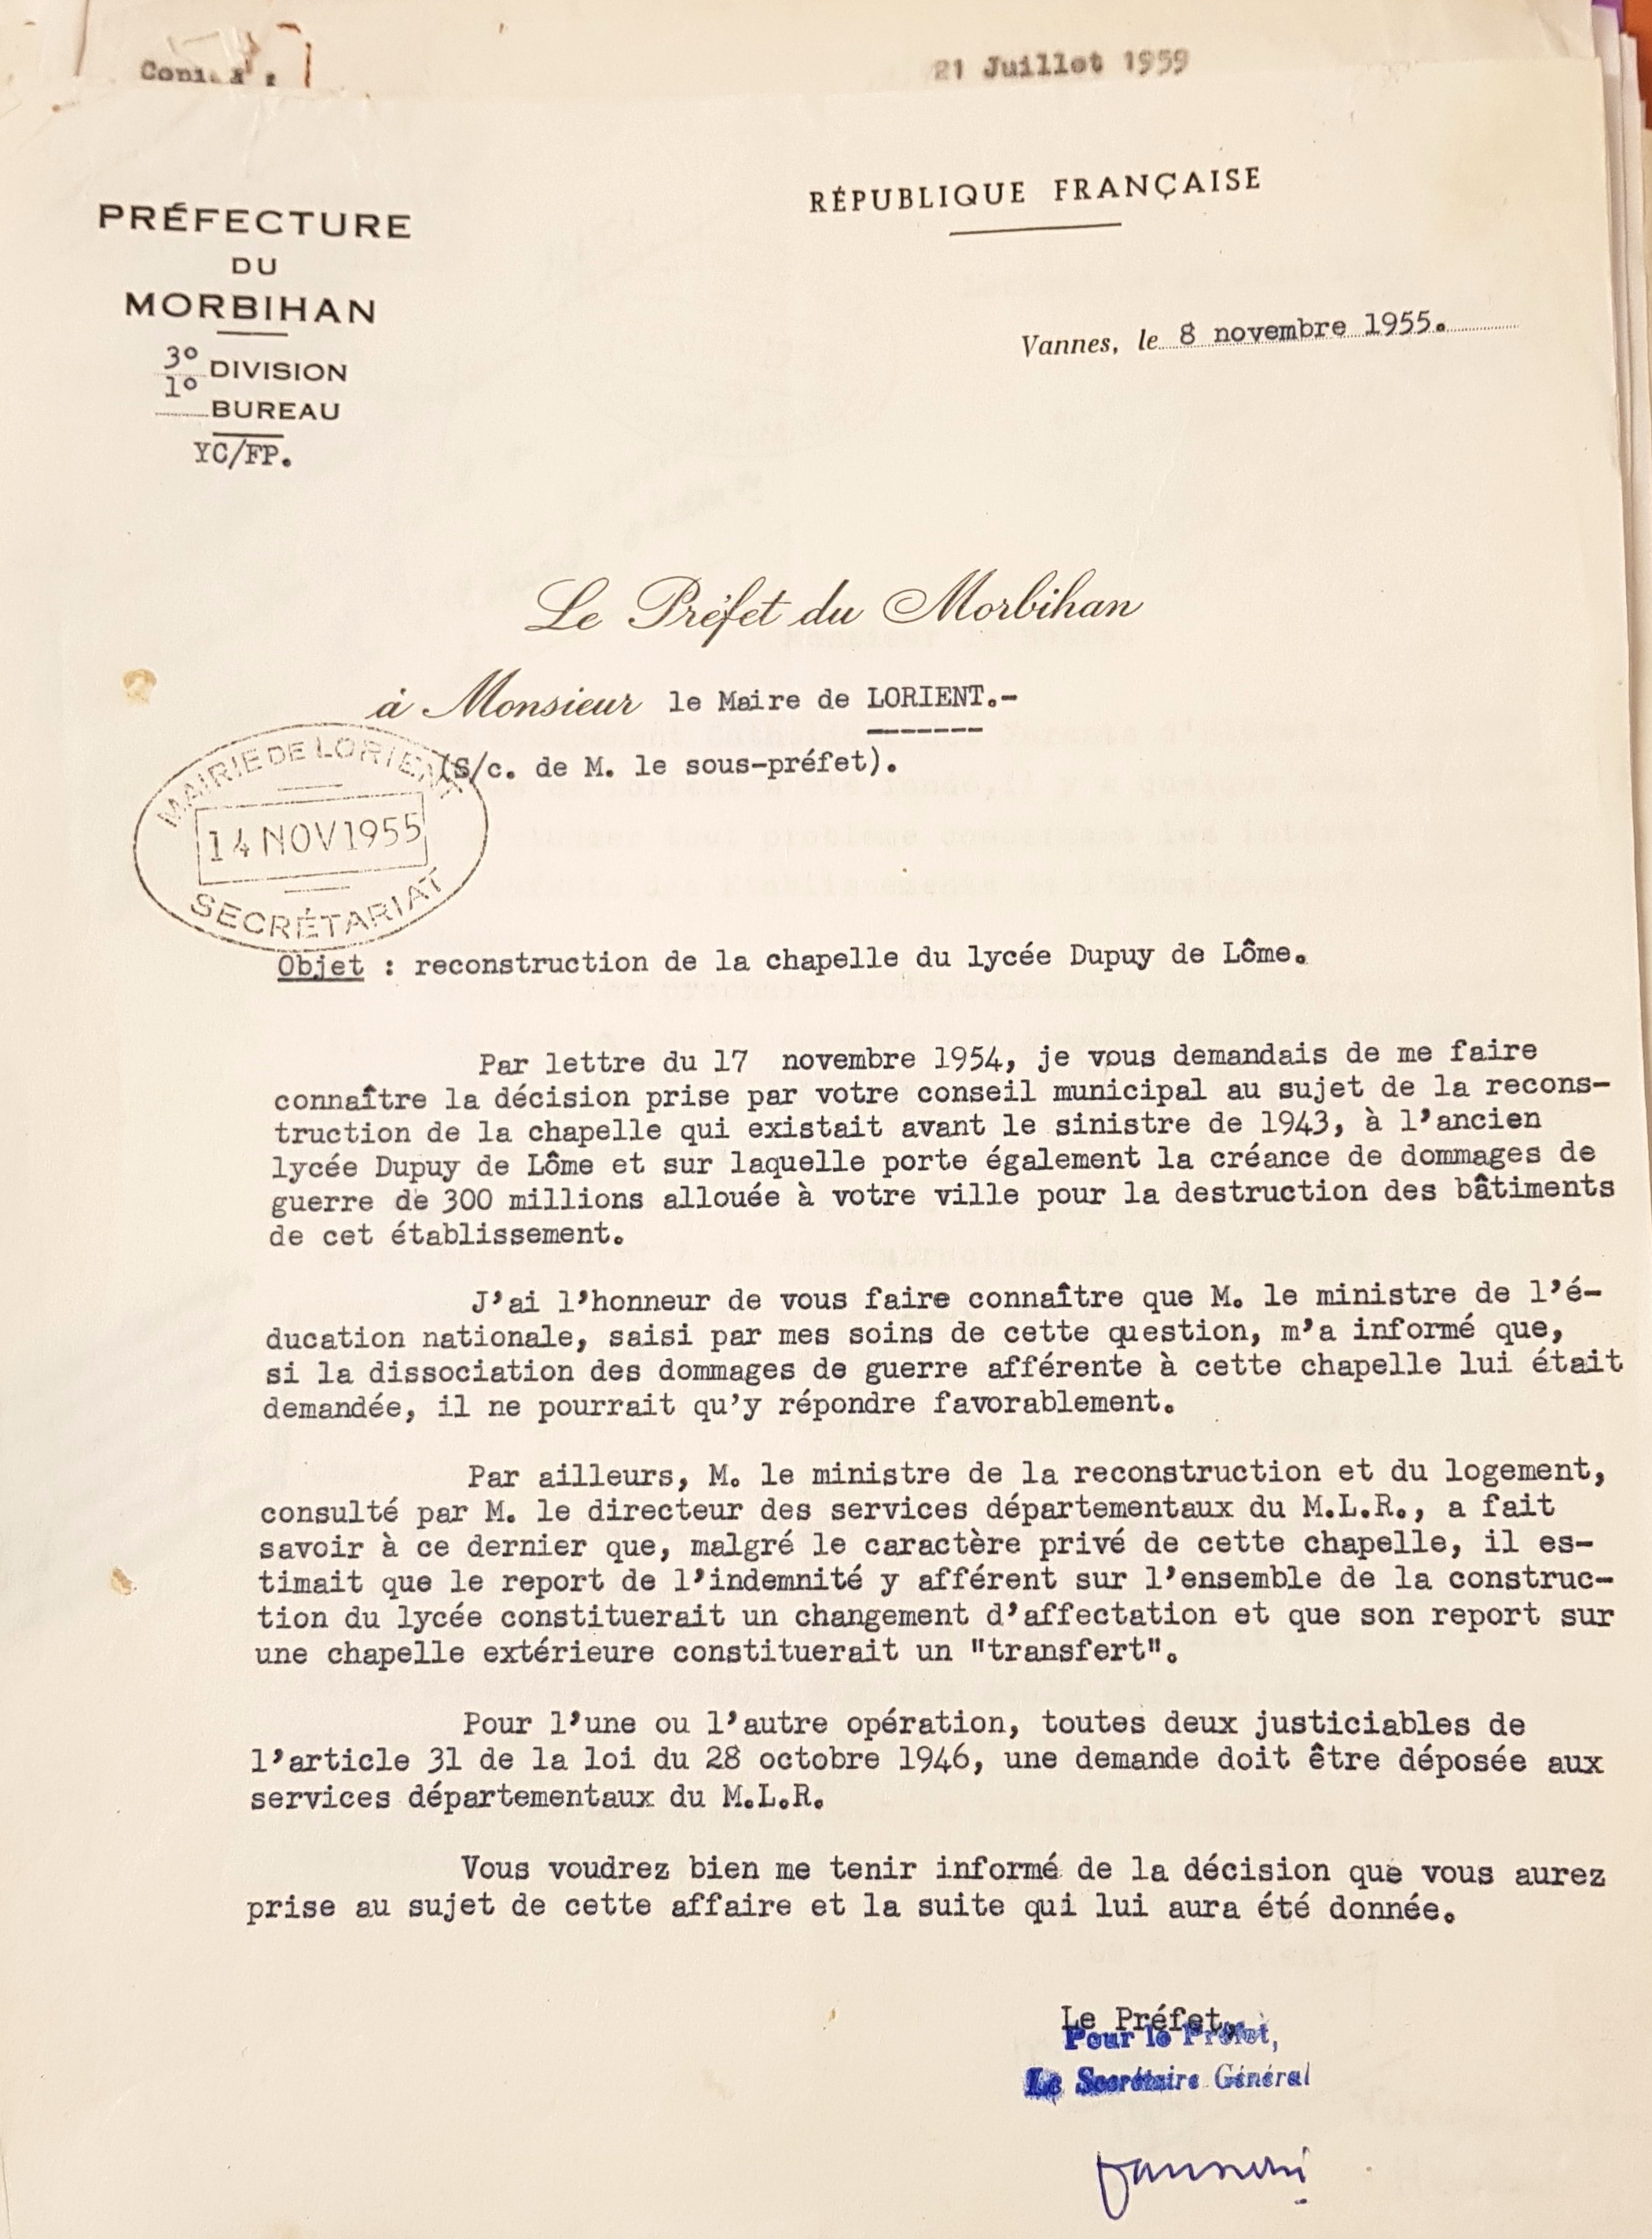 21 Juillet 1959
RÉPUBLIQUE FRANÇAISE
PRÉFECTURE
DU
MORBIHAN
3° DIVISION
1° BUREAU
YC/FP.
Vannes, le 8 novembre 1955.
Le Préfet du Morbihan
à Monsieur le Maire de LORIENT.-
(S/c. de M. le sous-préfet).
MAIRIE DE LORIENT
14 NOV 1955
SECRÉTARIAT
Objet : reconstruction de la chapelle du lycée Dupuy de Lôme.
Par lettre du 17 novembre 1954, je vous demandais de me faire
connaître la décision prise par votre conseil municipal au sujet de la recons-
truction de la chapelle qui existait avant le sinistre de 1943, à l'ancien
lycée Dupuy de Lôme et sur laquelle porte également la créance de dommages de
guerre de 300 millions allouée à votre ville pour la destruction des bâtiments
de cet établissement.
J'ai l'honneur de vous faire connaître que M. le ministre de l'é-
ducation nationale, saisi par mes soins de cette question, m'a informé que,
si la dissociation des dommages de guerre afférente à cette chapelle lui était
demandée, il ne pourrait qu'y répondre favorablement.
Par ailleurs, M. le ministre de la reconstruction et du logement,
consulté par M. le directeur des services départementaux du M.L.R., a fait
savoir à ce dernier que, malgré le caractère privé de cette chapelle, il es-
timait que le report de l'indemnité y afférent sur l'ensemble de la construc-
tion du lycée constituerait un changement d'affectation et que son report sur
une chapelle extérieure constituerait un "transfert".
Pour l'une ou l'autre opération, toutes deux justiciables de
l'article 31 de la loi du 28 octobre 1946, une demande doit être déposée aux
services départementaux du M.L.R.
Vous voudrez bien me tenir informé de la décision que vous aurez
prise au sujet de cette affaire et la suite qui lui aura été donnée.
Le Préfet,
Pour le Préfet,
Le Secrétaire Général